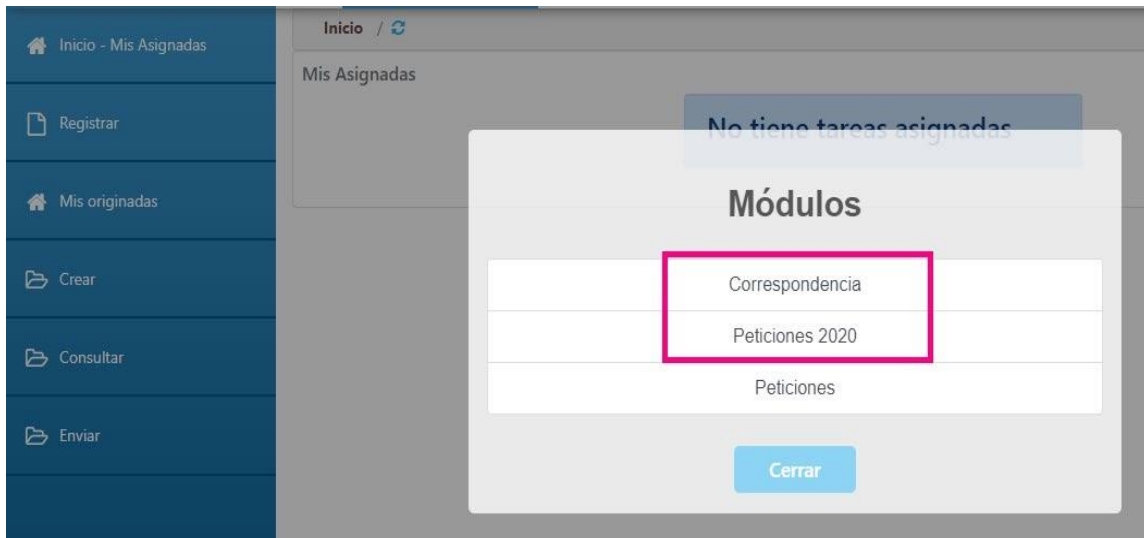 Inicio - Mis Asignadas
Registrar
Mis originadas
Crear
Consultar
Enviar
Inicio /
Mis Asignadas
No tiene tareas asignadas
Módulos
Correspondencia
Peticiones 2020
Peticiones
Cerrar